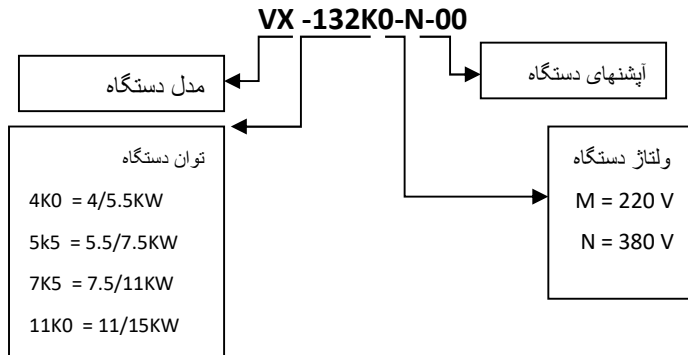 VX -132K0-N-00
مدل دستگاه
آپشنهای دستگاه
توان دستگاه
4K0 = 4/5.5KW
5k5 = 5.5/7.5KW
7K5 = 7.5/11KW
11K0 = 11/15KW
ولتاژ دستگاه
M = 220 V
N = 380 V